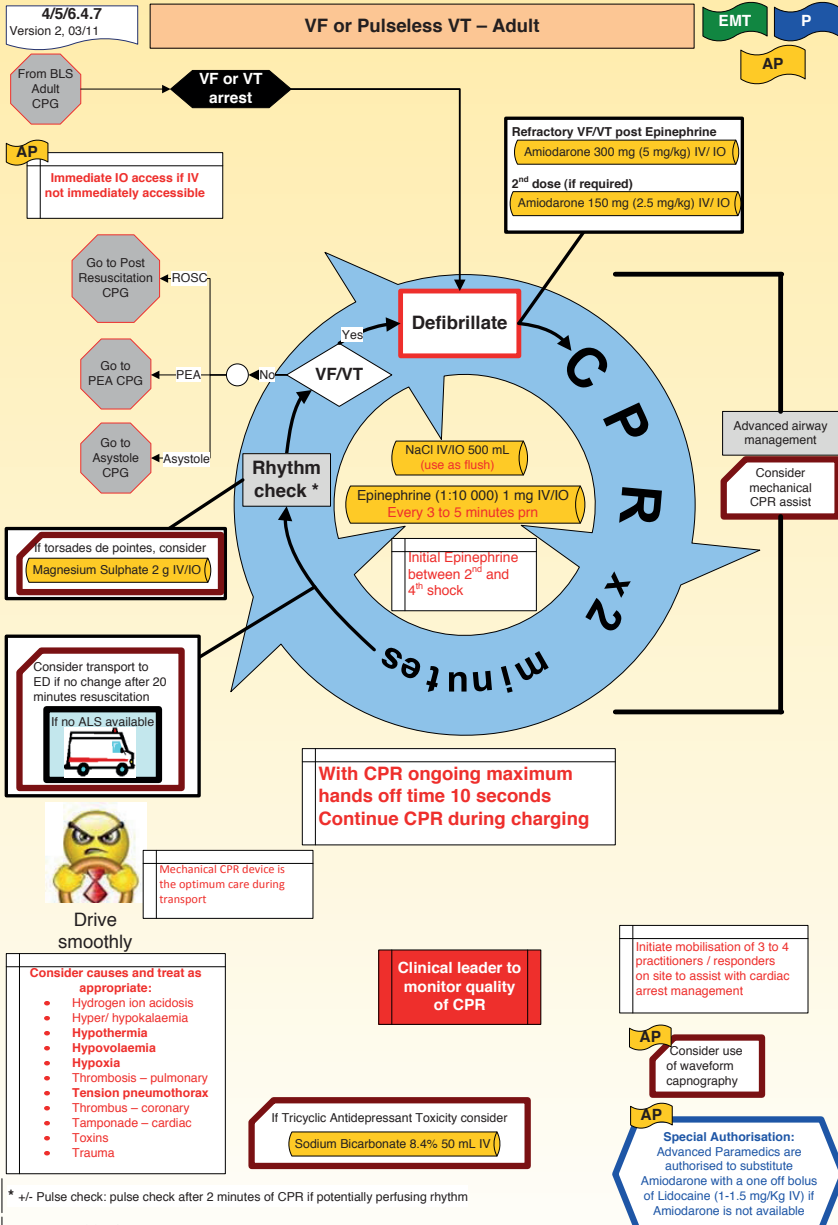 4/5/6.4.7
Version 2, 03/11
VF or Pulseless VT – Adult
EMT
P
AP
From BLS
Adult
CPG
VF or VT
arrest
AP
Immediate IO access if IV
not immediately accessible
Refractory VF/VT post Epinephrine
Amiodarone 300 mg (5 mg/kg) IV/ IO
2nd dose (if required)
Amiodarone 150 mg (2.5 mg/kg) IV/ IO
Go to Post
Resuscitation
CPG
ROSC
Go to
PEA CPG
PEA
No
Go to
Asystole
CPG
Asystole
Yes
VF/VT
Defibrillate
CPR x2 minutes
Rhythm
check *
NaCl IV/IO 500 mL
(use as flush)
Epinephrine (1:10 000) 1 mg IV/IO
Every 3 to 5 minutes prn
Initial Epinephrine
between 2nd and
4th shock
Advanced airway
management
Consider
mechanical
CPR assist
If torsades de pointes, consider
Magnesium Sulphate 2 g IV/IO
Consider transport to
ED if no change after 20
minutes resuscitation
If no ALS available
With CPR ongoing maximum
hands off time 10 seconds
Continue CPR during charging
Mechanical CPR device is
the optimum care during
transport
Drive
smoothly
Consider causes and treat as
appropriate:
• Hydrogen ion acidosis
• Hyper/ hypokalaemia
• Hypothermia
• Hypovolaemia
• Hypoxia
• Thrombosis – pulmonary
• Tension pneumothorax
• Thrombus – coronary
• Tamponade – cardiac
• Toxins
• Trauma
Clinical leader to
monitor quality
of CPR
Initiate mobilisation of 3 to 4
practitioners / responders
on site to assist with cardiac
arrest management
AP
Consider use
of waveform
capnography
If Tricyclic Antidepressant Toxicity consider
Sodium Bicarbonate 8.4% 50 mL IV
AP
Special Authorisation:
Advanced Paramedics are
authorised to substitute
Amiodarone with a one off bolus
of Lidocaine (1-1.5 mg/Kg IV) if
Amiodarone is not available
* +/- Pulse check: pulse check after 2 minutes of CPR if potentially perfusing rhythm